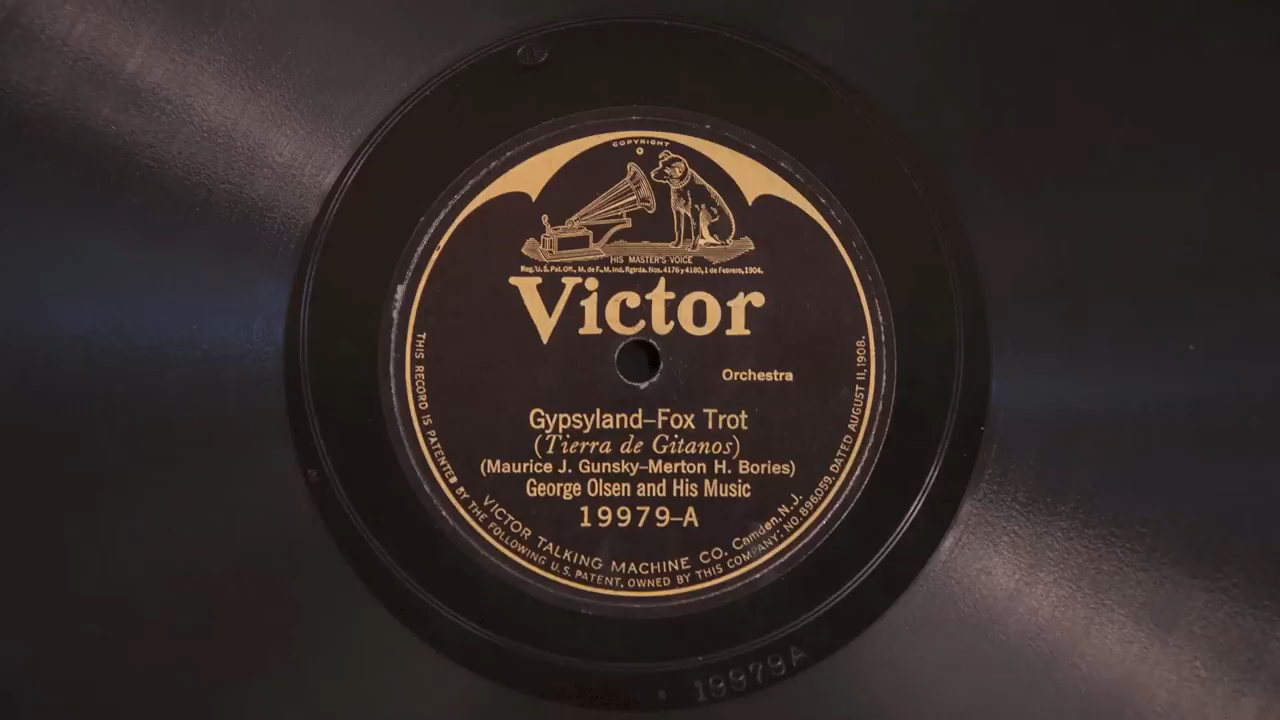 COPYRIGHT
HIS MASTER'S VOICE
Reg. U.S. Pat. Off., M. de F., M. Ind. Rgtrda. Nos. 4176 y 4180, 1 de Febrero, 1904.
Victor
Orchestra
Gypsyland–Fox Trot
(Tierra de Gitanos)
(Maurice J. Gunsky–Merton H. Bories)
George Olsen and His Music
19979–A
VICTOR TALKING MACHINE CO. Camden, N.J.
THIS RECORD IS PATENTED BY THE FOLLOWING U.S. PATENT, OWNED BY THIS COMPANY: NO. 896,059, DATED AUGUST 11, 1908.
19979A